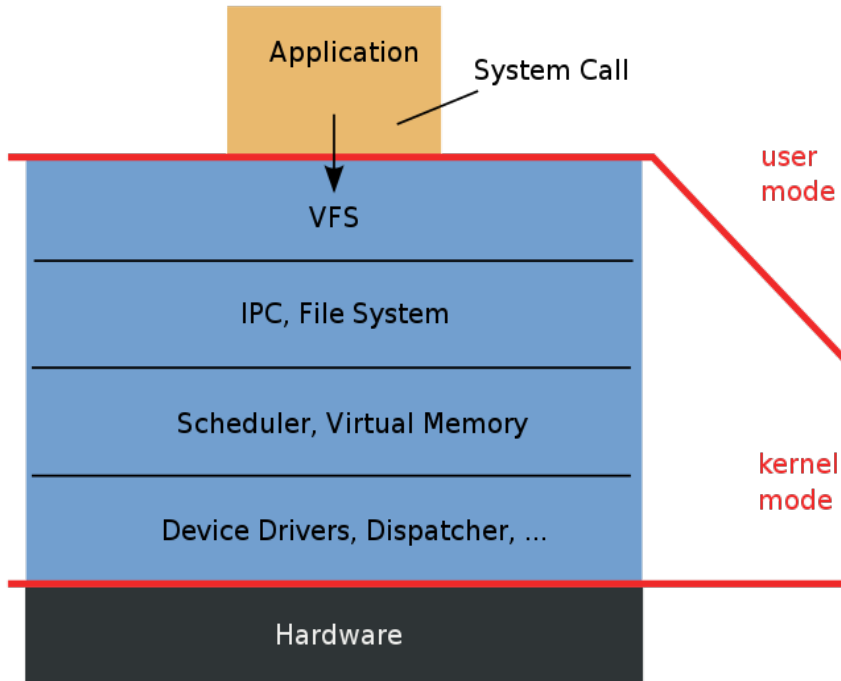 Application
System Call
user
mode
VFS
IPC, File System
Scheduler, Virtual Memory
kernel
mode
Device Drivers, Dispatcher, ...
Hardware